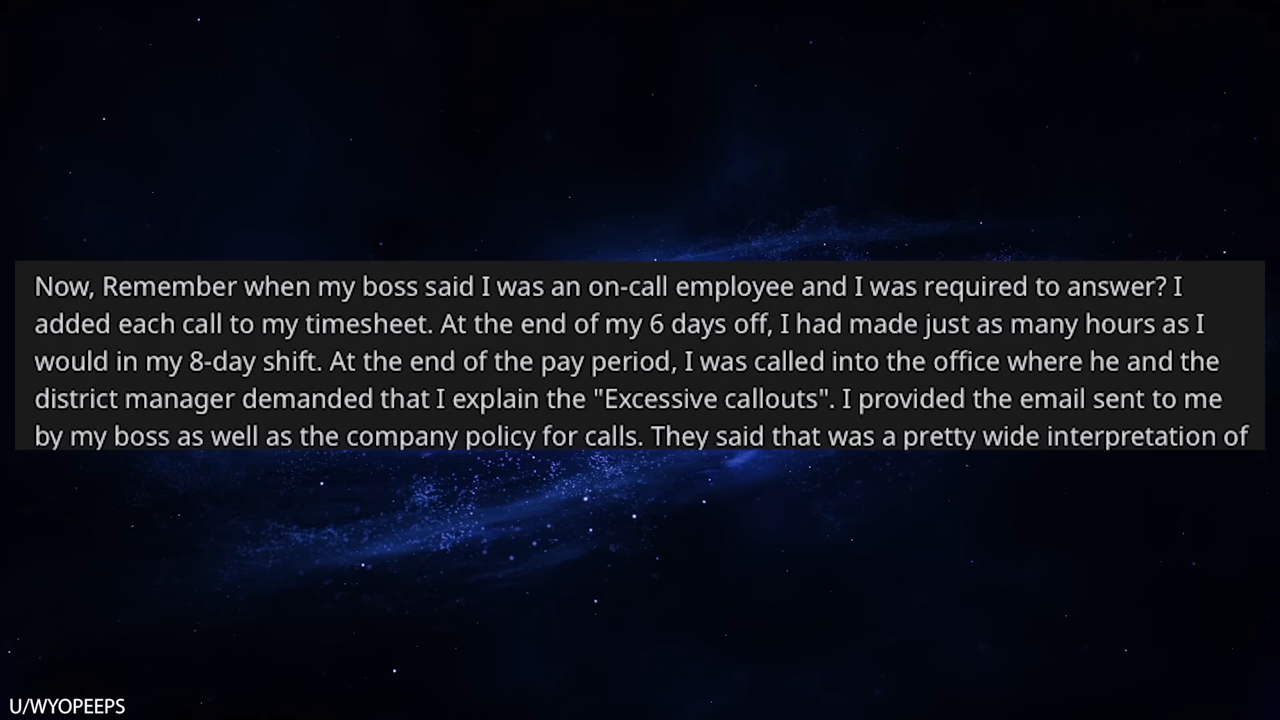 Now, Remember when my boss said I was an on-call employee and I was required to answer? I
added each call to my timesheet. At the end of my 6 days off, I had made just as many hours as I
would in my 8-day shift. At the end of the pay period, I was called into the office where he and the
district manager demanded that I explain the "Excessive callouts". I provided the email sent to me
by my boss as well as the company policy for calls. They said that was a pretty wide interpretation of
U/WYOPEEPS